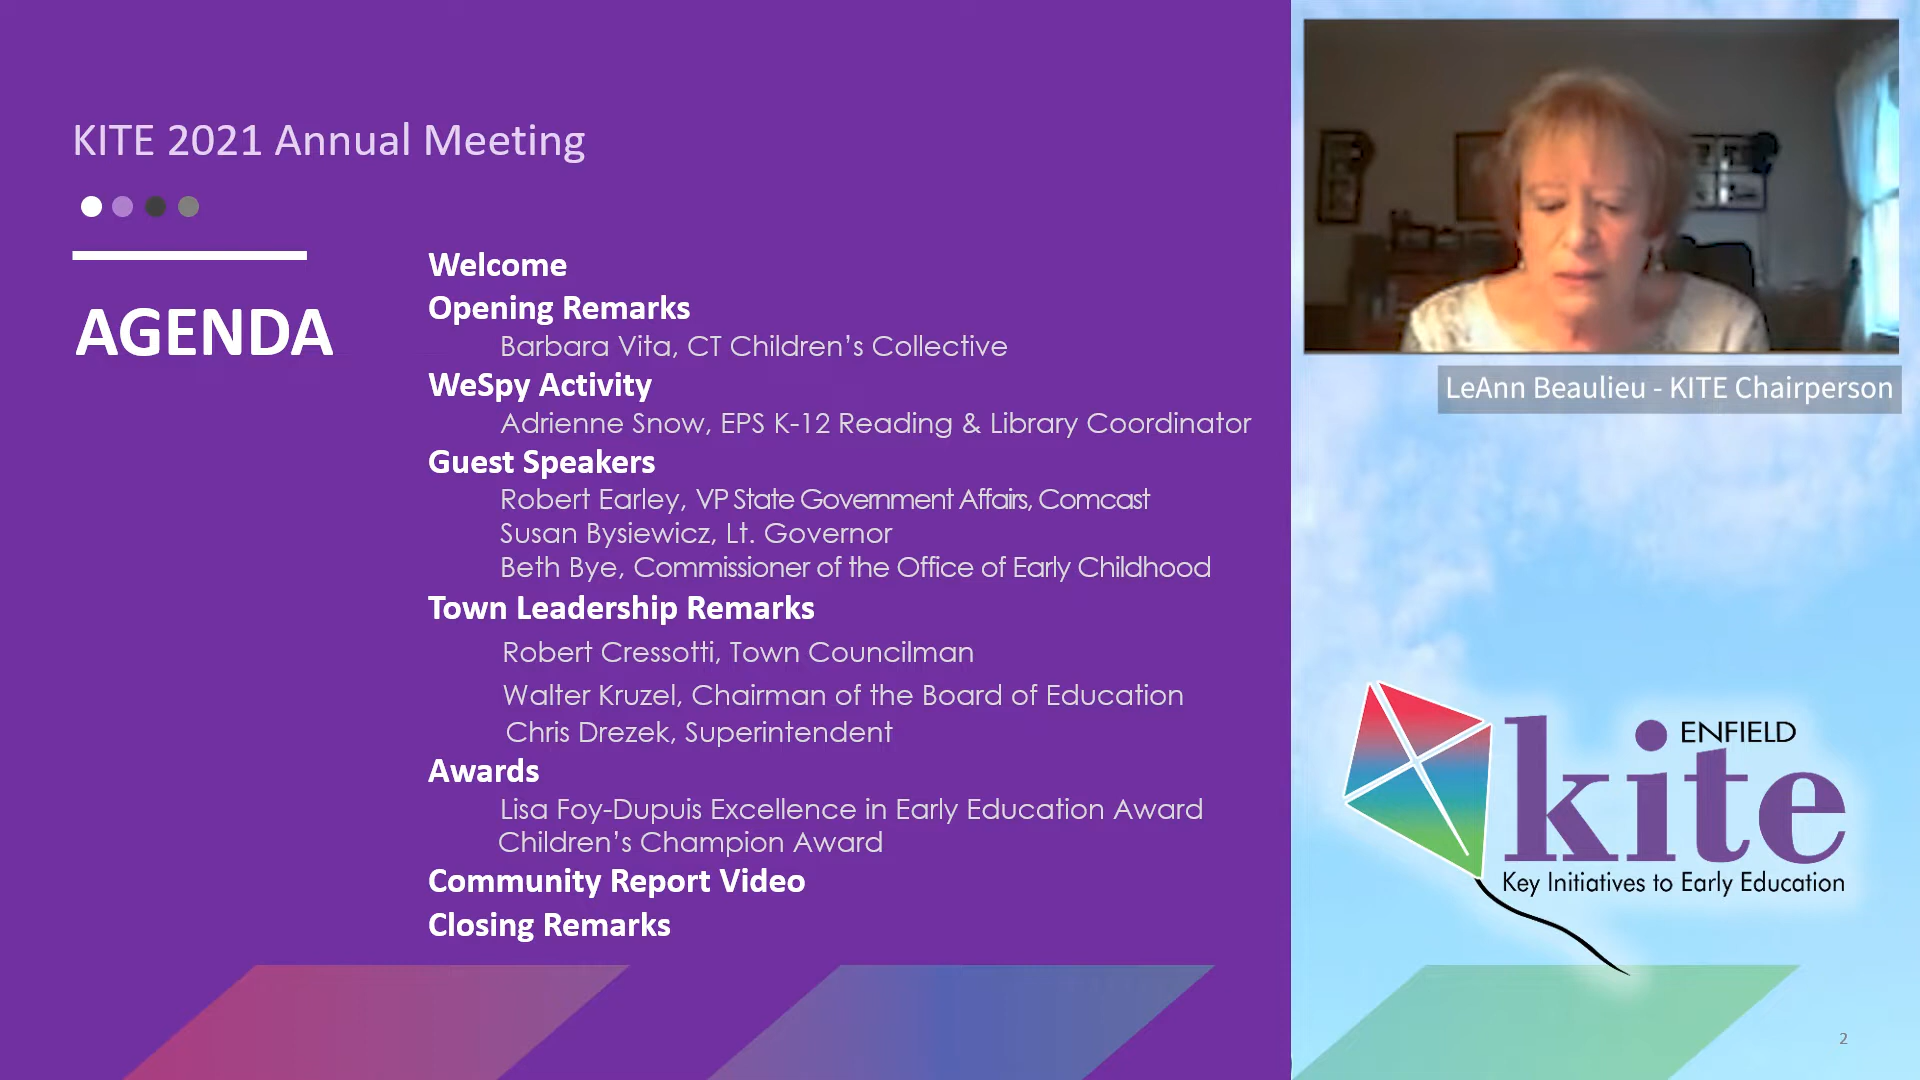 KITE 2021 Annual Meeting
AGENDA
Welcome
Opening Remarks
Barbara Vita, CT Children’s Collective
WeSpy Activity
Adrienne Snow, EPS K-12 Reading & Library Coordinator
Guest Speakers
Robert Earley, VP State Government Affairs, Comcast
Susan Bysiewicz, Lt. Governor
Beth Bye, Commissioner of the Office of Early Childhood
Town Leadership Remarks
Robert Cressotti, Town Councilman
Walter Kruzel, Chairman of the Board of Education
Chris Drezek, Superintendent
Awards
Lisa Foy-Dupuis Excellence in Early Education Award
Children’s Champion Award
Community Report Video
Closing Remarks
LeAnn Beaulieu - KITE Chairperson
ENFIELD
kite
Key Initiatives to Early Education
2